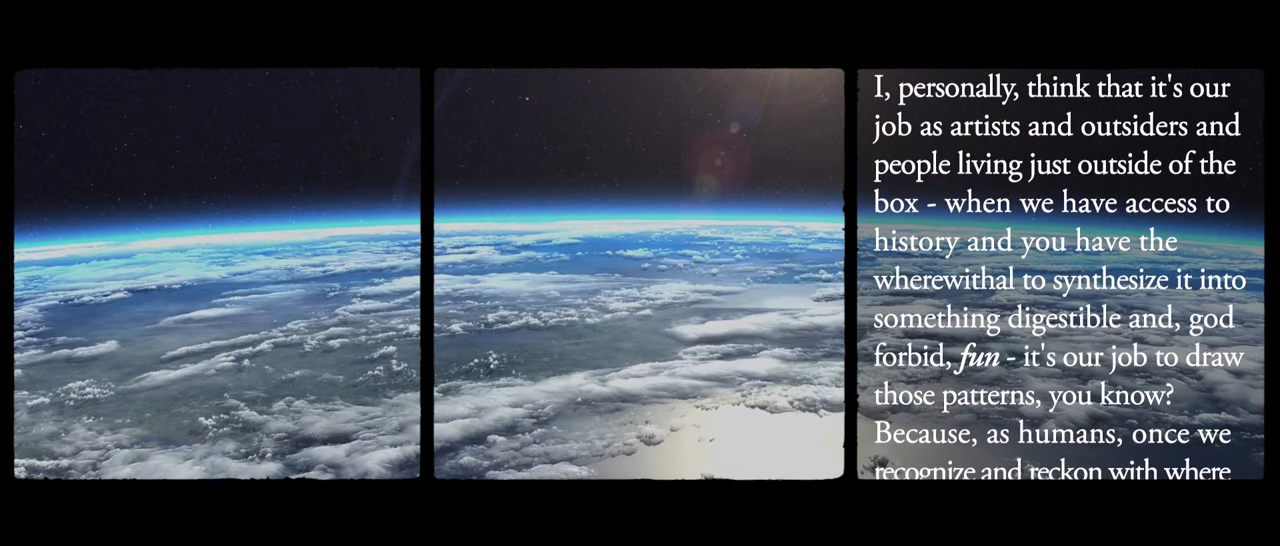 I, personally, think that it's our
job as artists and outsiders and
people living just outside of the
box - when we have access to
history and you have the
wherewithal to synthesize it into
something digestible and, god
forbid, fun - it's our job to draw
those patterns, you know?
Because, as humans, once we
recognize and reckon with where